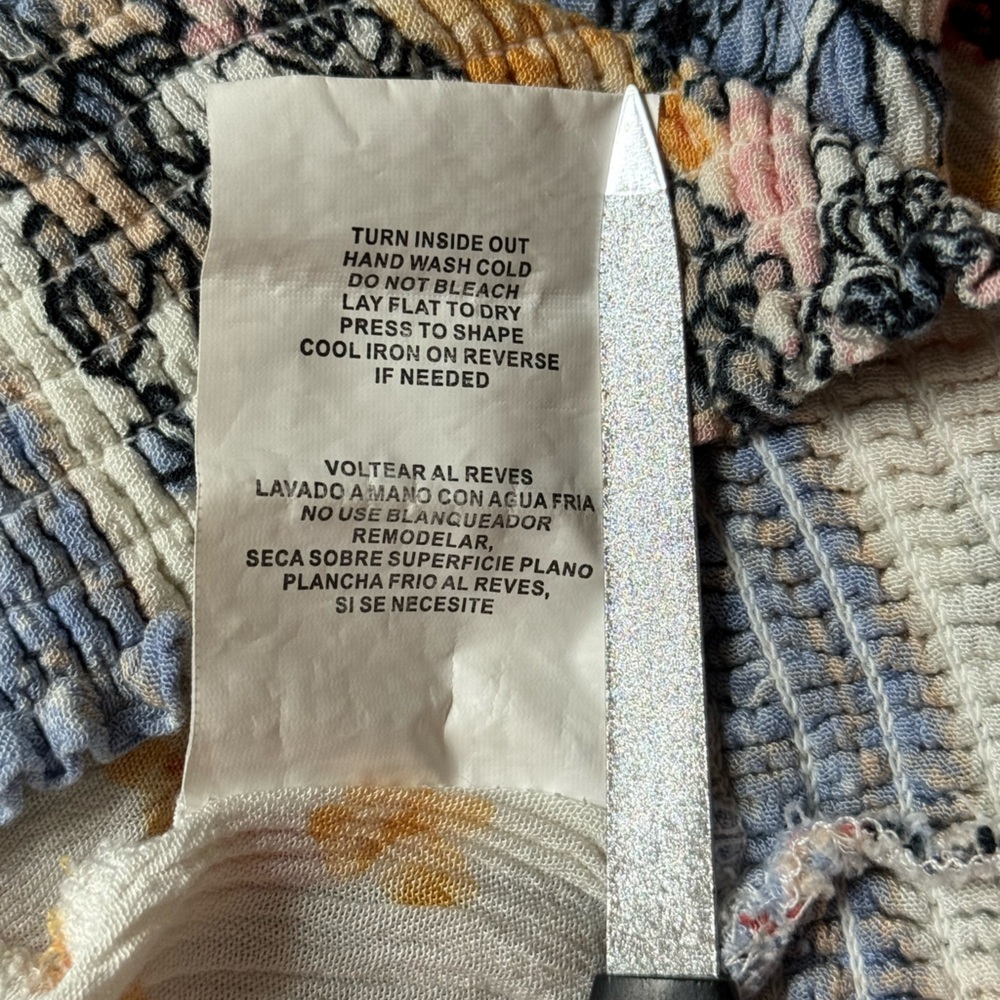 TURN INSIDE OUT
HAND WASH COLD
DO NOT BLEACH
LAY FLAT TO DRY
PRESS TO SHAPE
COOL IRON ON REVERSE
IF NEEDED
VOLTEAR AL REVES
LAVADO A MANO CON AGUA FRIA
NO USE BLANQUEADOR
REMODELAR,
SECA SOBRE SUPERFICIE PLANO
PLANCHA FRIO AL REVES,
SI SE NECESITE